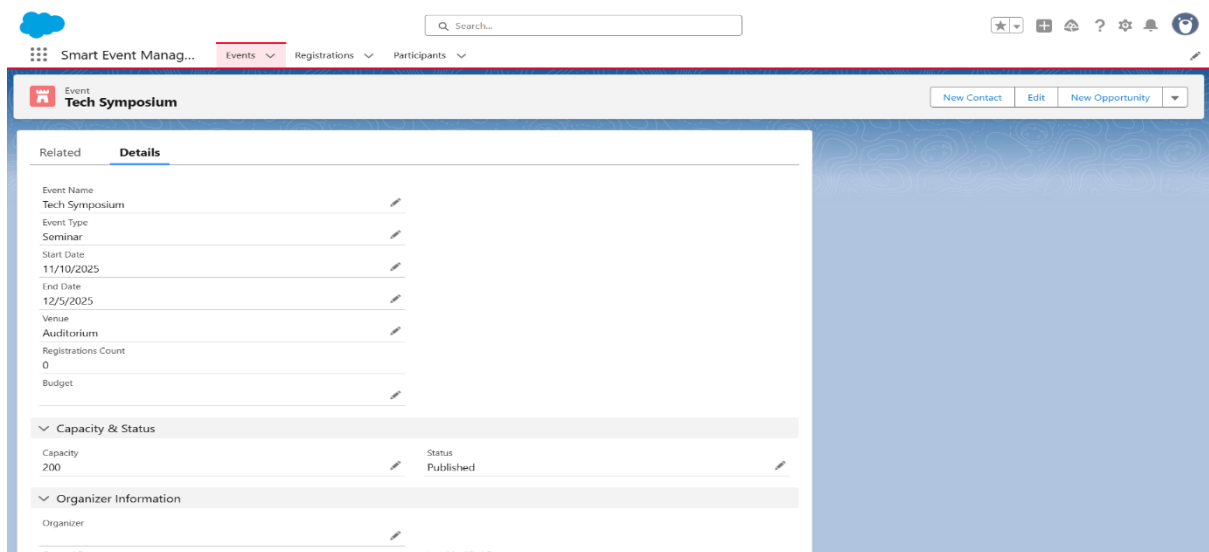 Search...
Smart Event Manag...
Events
Registrations
Participants
Event
Tech Symposium
New Contact
Edit
New Opportunity
Related
Details
Event Name
Tech Symposium
Event Type
Seminar
Start Date
11/10/2025
End Date
12/5/2025
Venue
Auditorium
Registrations Count
0
Budget
Capacity & Status
Capacity
200
Status
Published
Organizer Information
Organizer